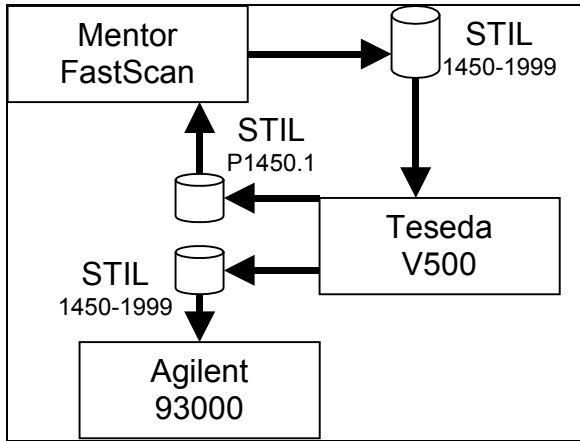 Mentor
FastScan
STIL
1450-1999
STIL
P1450.1
Teseda
V500
STIL
1450-1999
Agilent
93000